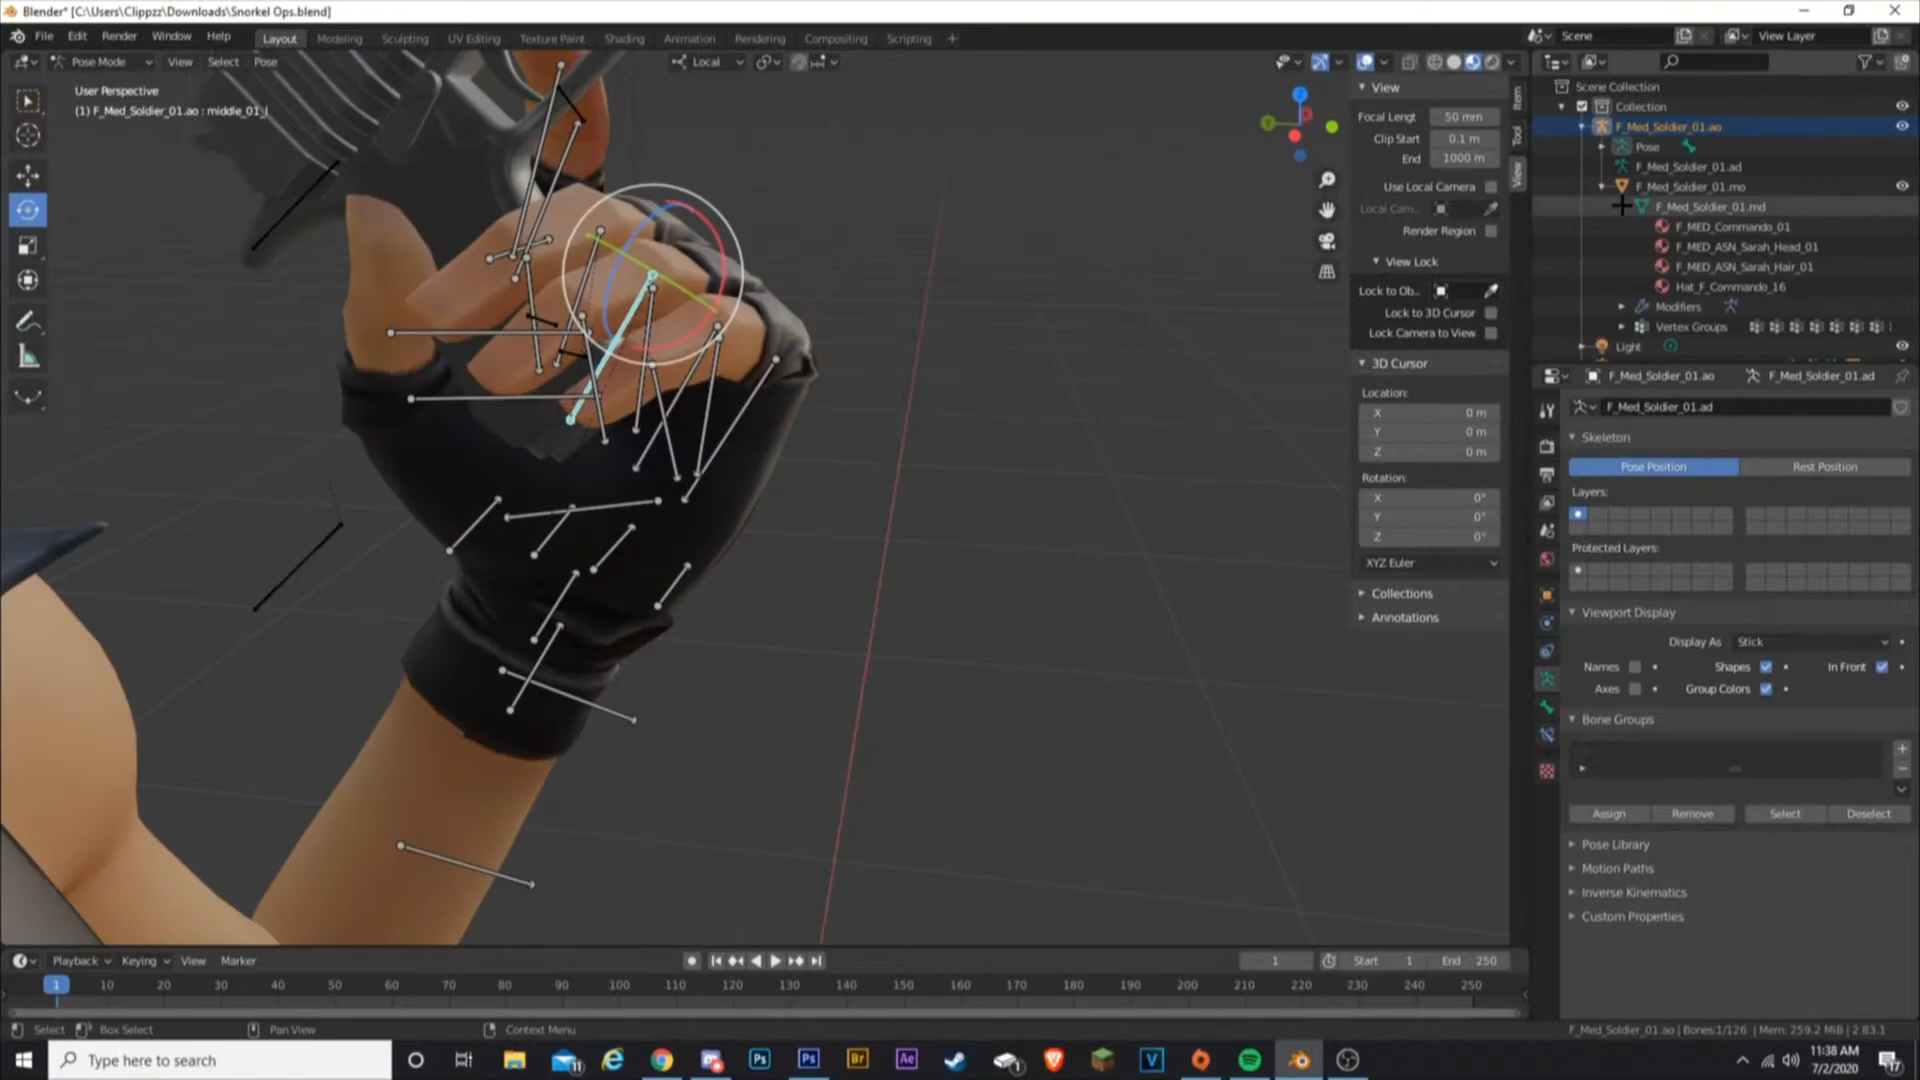 Blender* [C:\Users\Clippzz\Downloads\Snorkel Ops.blend]
File Edit Render Window Help Layout Modeling Sculpting UV Editing Texture Paint Shading Animation Rendering Compositing Scripting + Scene View Layer
Pose Mode View Select Pose Local
User Perspective
(1) F_Med_Soldier_01.ao : middle_01_l
View
Focal Lengt 50 mm
Clip Start 0.1 m
End 1000 m
Use Local Camera
Local Cam..
Render Region
View Lock
Lock to Ob..
Lock to 3D Cursor
Lock Camera to View
3D Cursor
Location:
X 0 m
Y 0 m
Z 0 m
Rotation:
X 0°
Y 0°
Z 0°
XYZ Euler
Collections
Annotations
Item
Tool
View
Scene Collection
Collection
F_Med_Soldier_01.ao
Pose
F_Med_Soldier_01.ad
F_Med_Soldier_01.mo
F_Med_Soldier_01.md
F_MED_Commando_01
F_MED_ASN_Sarah_Head_01
F_MED_ASN_Sarah_Hair_01
Hat_F_Commando_16
Modifiers
Vertex Groups
Light
F_Med_Soldier_01.ao F_Med_Soldier_01.ad
F_Med_Soldier_01.ad
Skeleton
Pose Position Rest Position
Layers:
Protected Layers:
Viewport Display
Display As Stick
Names Shapes In Front
Axes Group Colors
Bone Groups
Assign Remove Select Deselect
Pose Library
Motion Paths
Inverse Kinematics
Custom Properties
Playback Keying View Marker 1 Start 1 End 250
1 10 20 30 40 50 60 70 80 90 100 110 120 130 140 150 160 170 180 190 200 210 220 230 240 250
Select Box Select Pan View Context Menu F_Med_Soldier_01.ao | Bones:1/126 | Mem: 259.2 MiB | 2.83.1
Type here to search
11:38 AM
7/2/2020